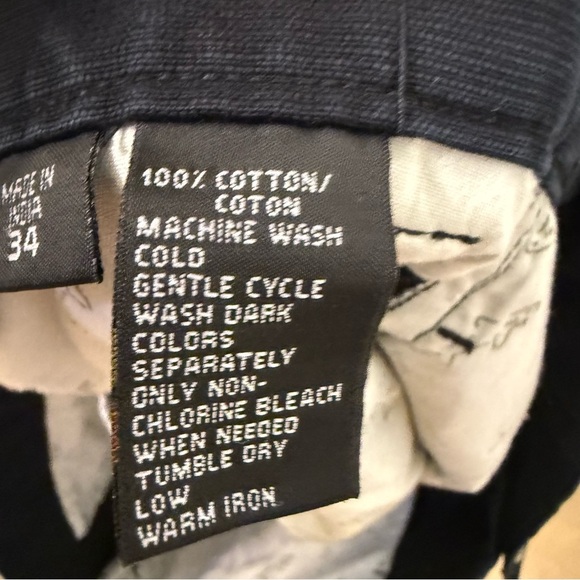 MADE IN
INDIA
34
100% COTTON/
COTON
MACHINE WASH
COLD
GENTLE CYCLE
WASH DARK
COLORS
SEPARATELY
ONLY NON-
CHLORINE BLEACH
WHEN NEEDED
TUMBLE DRY
LOW
WARM IRON